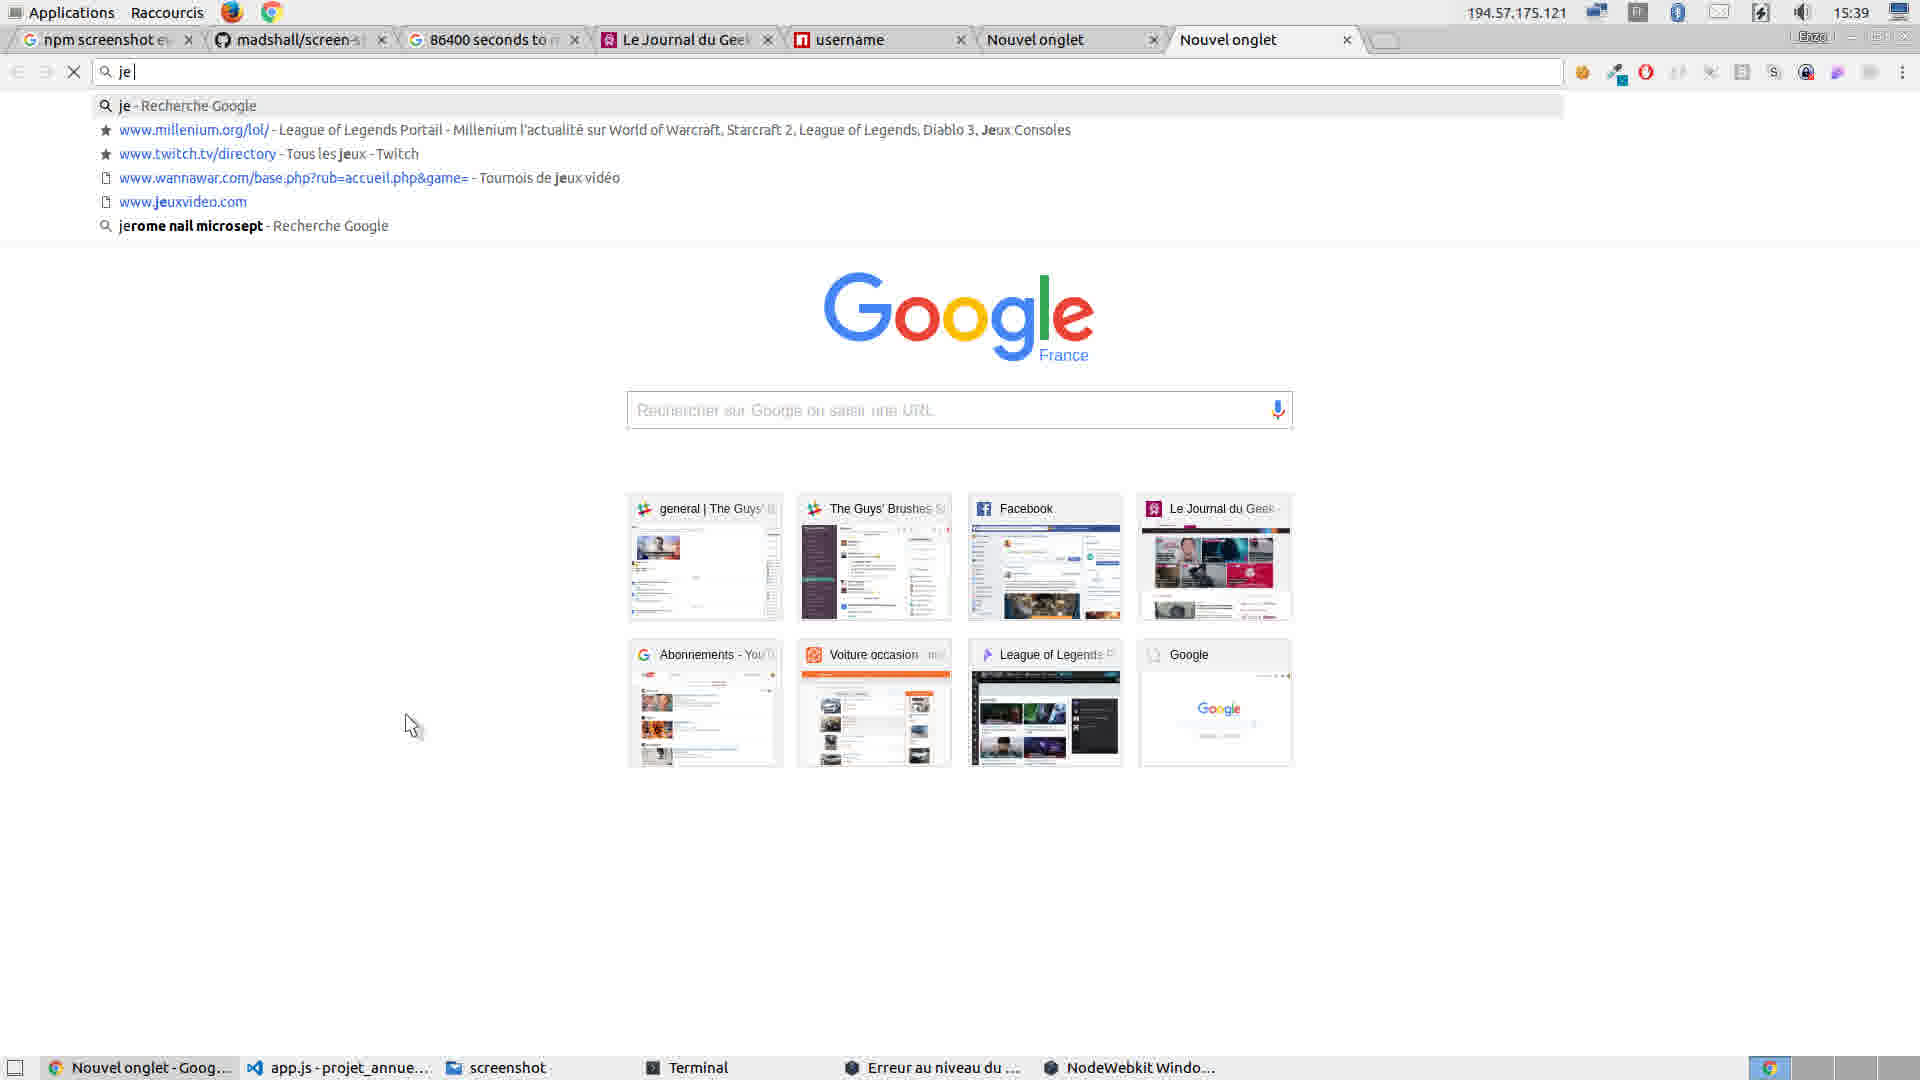 Applications Raccourcis 194.57.175.121 Fr 15:39
npm screenshot ev madshall/screen-s 86400 seconds to m Le Journal du Geek username Nouvel onglet Nouvel onglet Enzo
je
je - Recherche Google
www.millenium.org/lol/ - League of Legends Portail - Millenium l'actualité sur World of Warcraft, Starcraft 2, League of Legends, Diablo 3, Jeux Consoles
www.twitch.tv/directory - Tous les jeux - Twitch
www.wannawar.com/base.php?rub=accueil.php&game= - Tournois de jeux vidéo
www.jeuxvideo.com
jerome nail microsept - Recherche Google
Google
France
Rechercher sur Google ou saisir une URL
general | The Guys' B The Guys' Brushes S Facebook Le Journal du Geek -
Abonnements - YouT Voiture occasion League of Legends P Google
Google
Nouvel onglet - Goog... app.js - projet_annue... screenshot Terminal Erreur au niveau du ... NodeWebkit Windo...